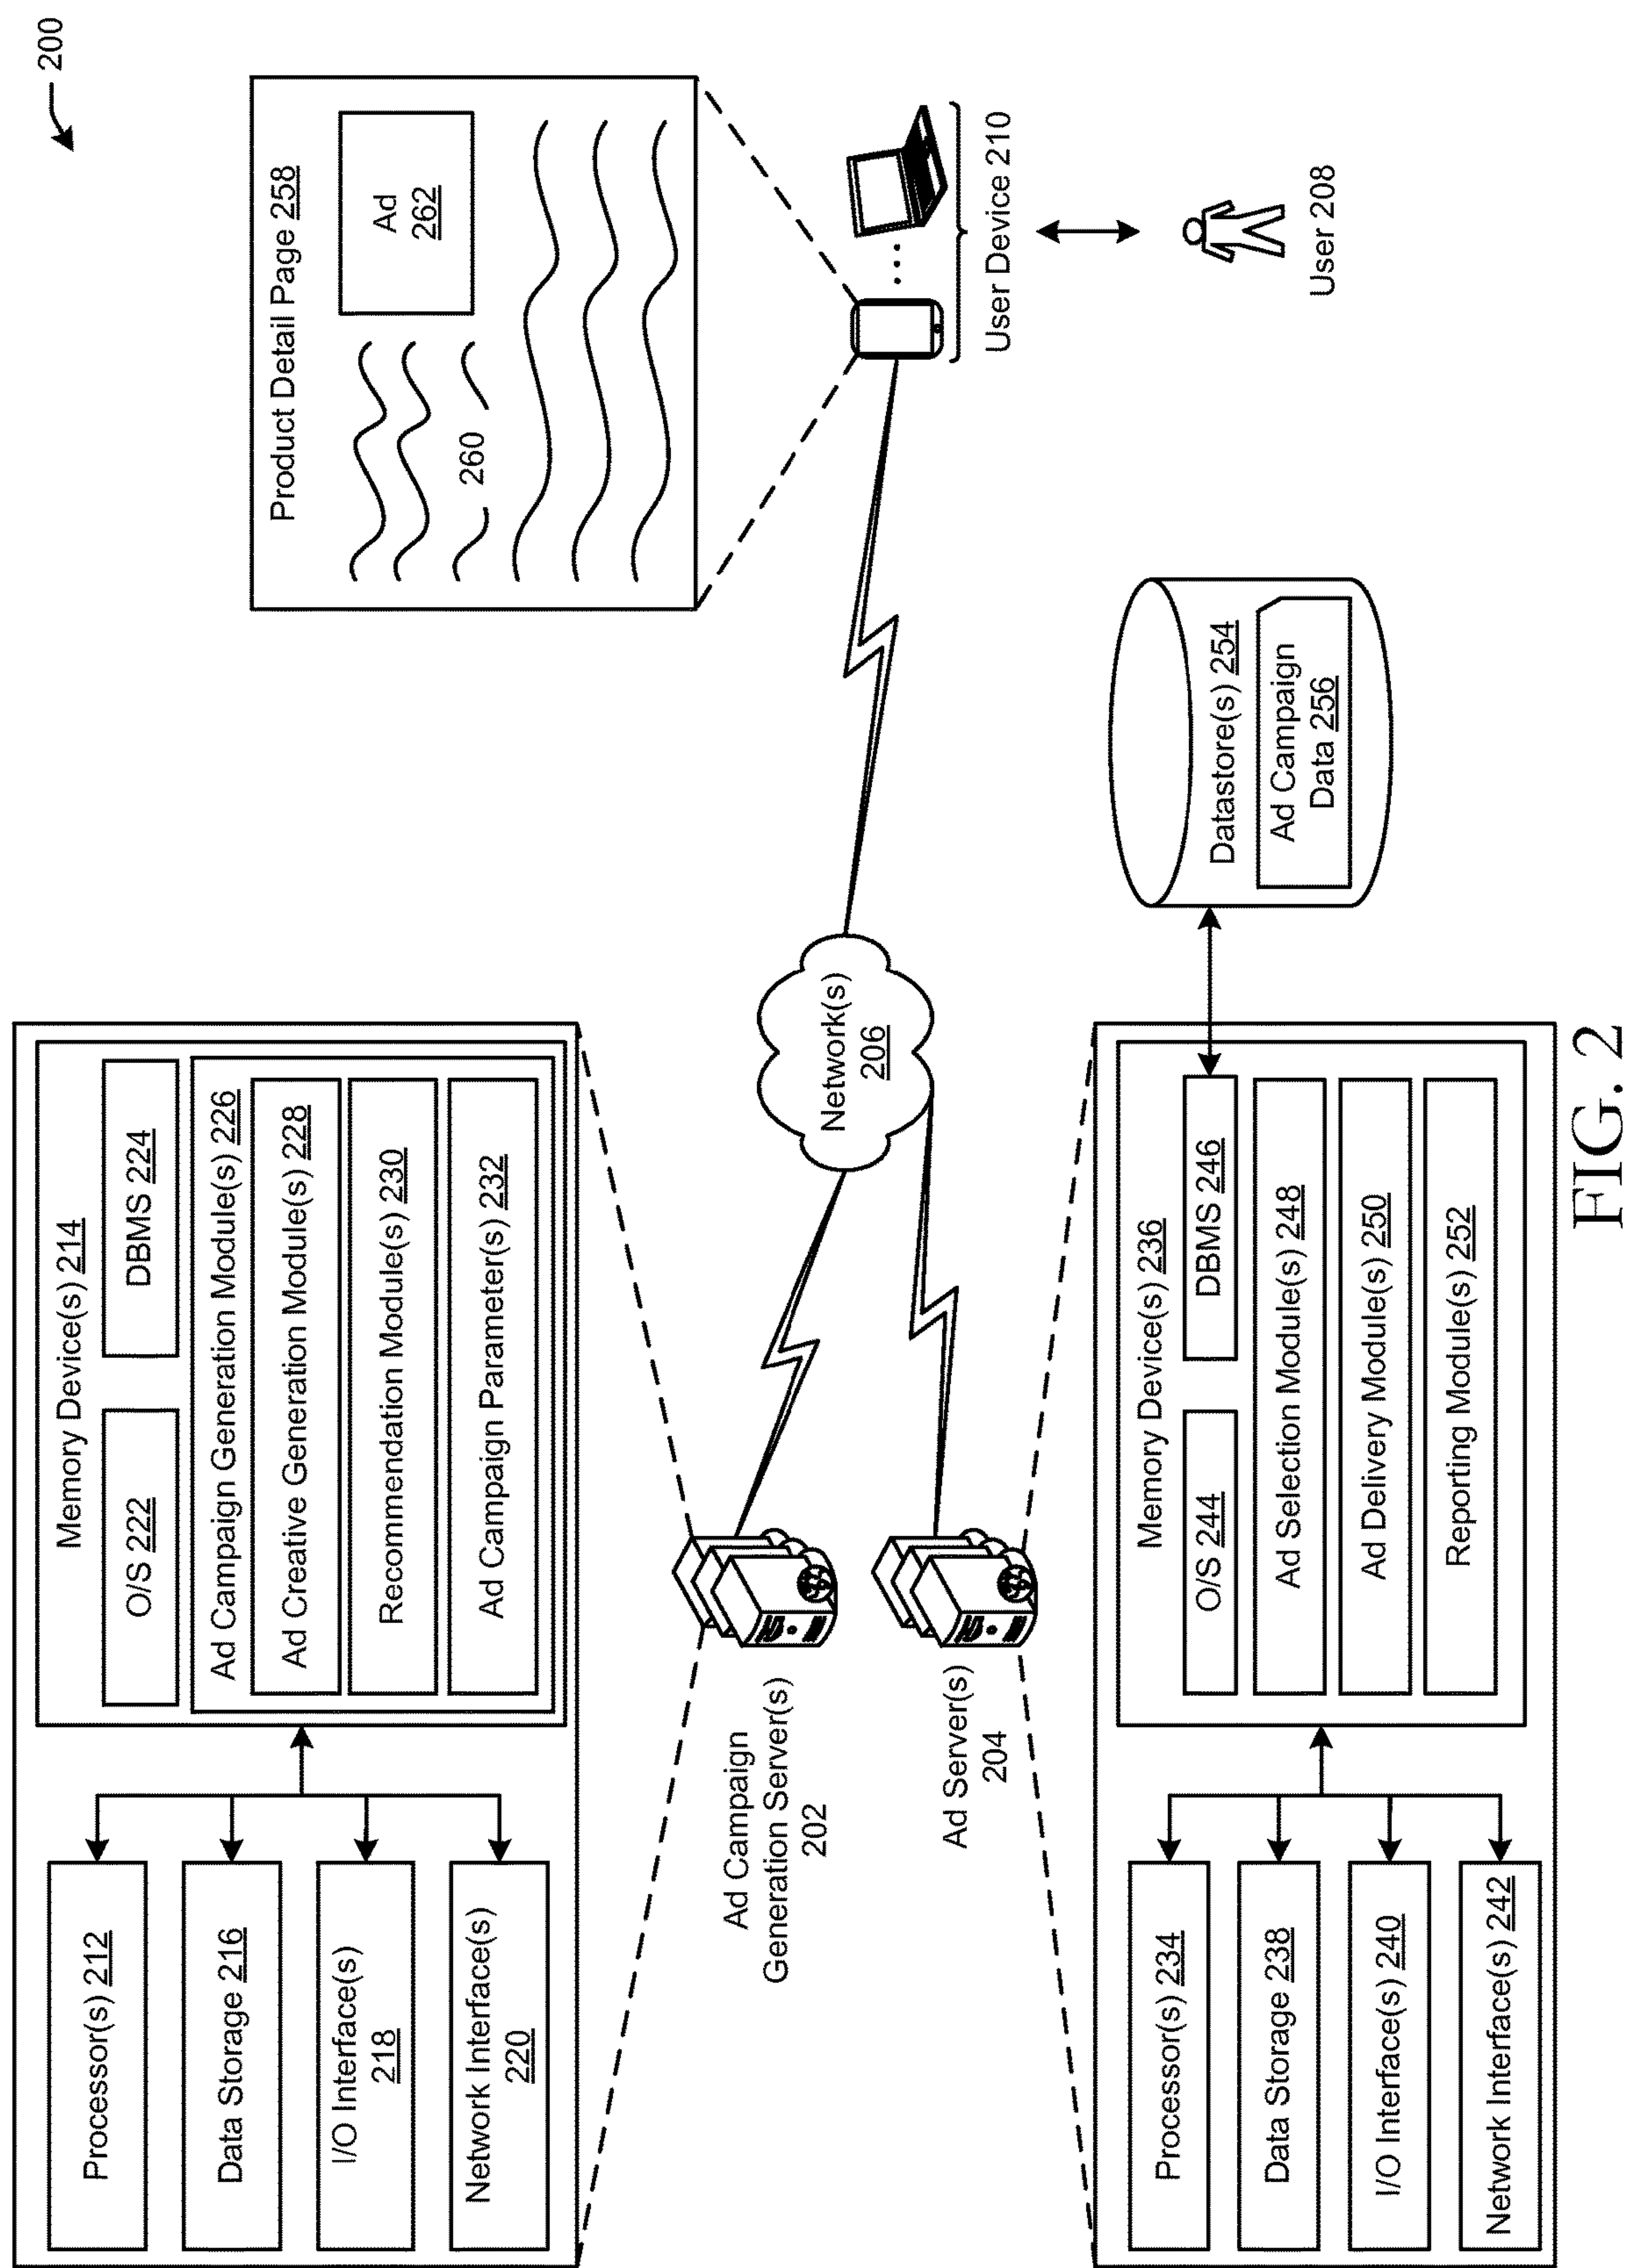 200
Memory Device(s) 214
Processor(s) 212
O/S 222
DBMS 224
Data Storage 216
Ad Campaign Generation Module(s) 226
Ad Creative Generation Module(s) 228
I/O Interface(s)
218
Recommendation Module(s) 230
Network Interface(s)
220
Ad Campaign Parameter(s) 232
Product Detail Page 258
Ad
262
260
Ad Campaign
Generation Server(s)
202
Network(s)
206
User Device 210
Ad Server(s)
204
User 208
Memory Device(s) 236
Processor(s) 234
O/S 244
DBMS 246
Data Storage 238
Ad Selection Module(s) 248
I/O Interface(s) 240
Ad Delivery Module(s) 250
Network Interface(s) 242
Reporting Module(s) 252
Datastore(s) 254
Ad Campaign
Data 256
FIG. 2